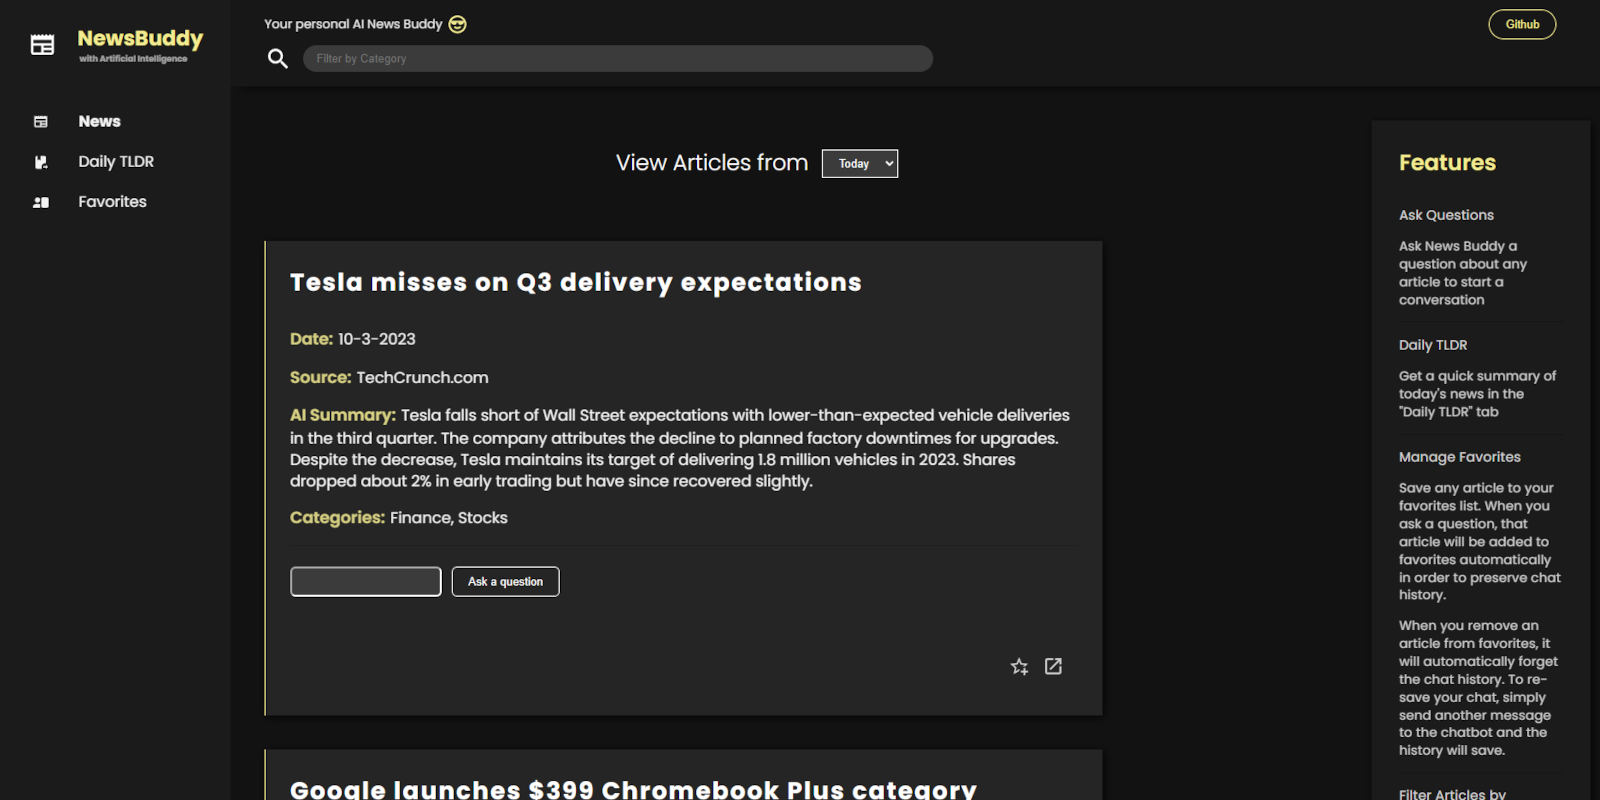 NewsBuddy
with Artificial Intelligence
News
Daily TLDR
Favorites
Your personal AI News Buddy
Filter by Category
Github
View Articles from Today
Tesla misses on Q3 delivery expectations
Date: 10-3-2023
Source: TechCrunch.com
AI Summary: Tesla falls short of Wall Street expectations with lower-than-expected vehicle deliveries
in the third quarter. The company attributes the decline to planned factory downtimes for upgrades.
Despite the decrease, Tesla maintains its target of delivering 1.8 million vehicles in 2023. Shares
dropped about 2% in early trading but have since recovered slightly.
Categories: Finance, Stocks
Ask a question
Google launches $399 Chromebook Plus category
Features
Ask Questions
Ask News Buddy a
question about any
article to start a
conversation
Daily TLDR
Get a quick summary of
today's news in the
"Daily TLDR" tab
Manage Favorites
Save any article to your
favorites list. When you
ask a question, that
article will be added to
favorites automatically
in order to preserve chat
history.
When you remove an
article from favorites, it
will automatically forget
the chat history. To re-
save your chat, simply
send another message
to the chatbot and the
history will save.
Filter Articles by